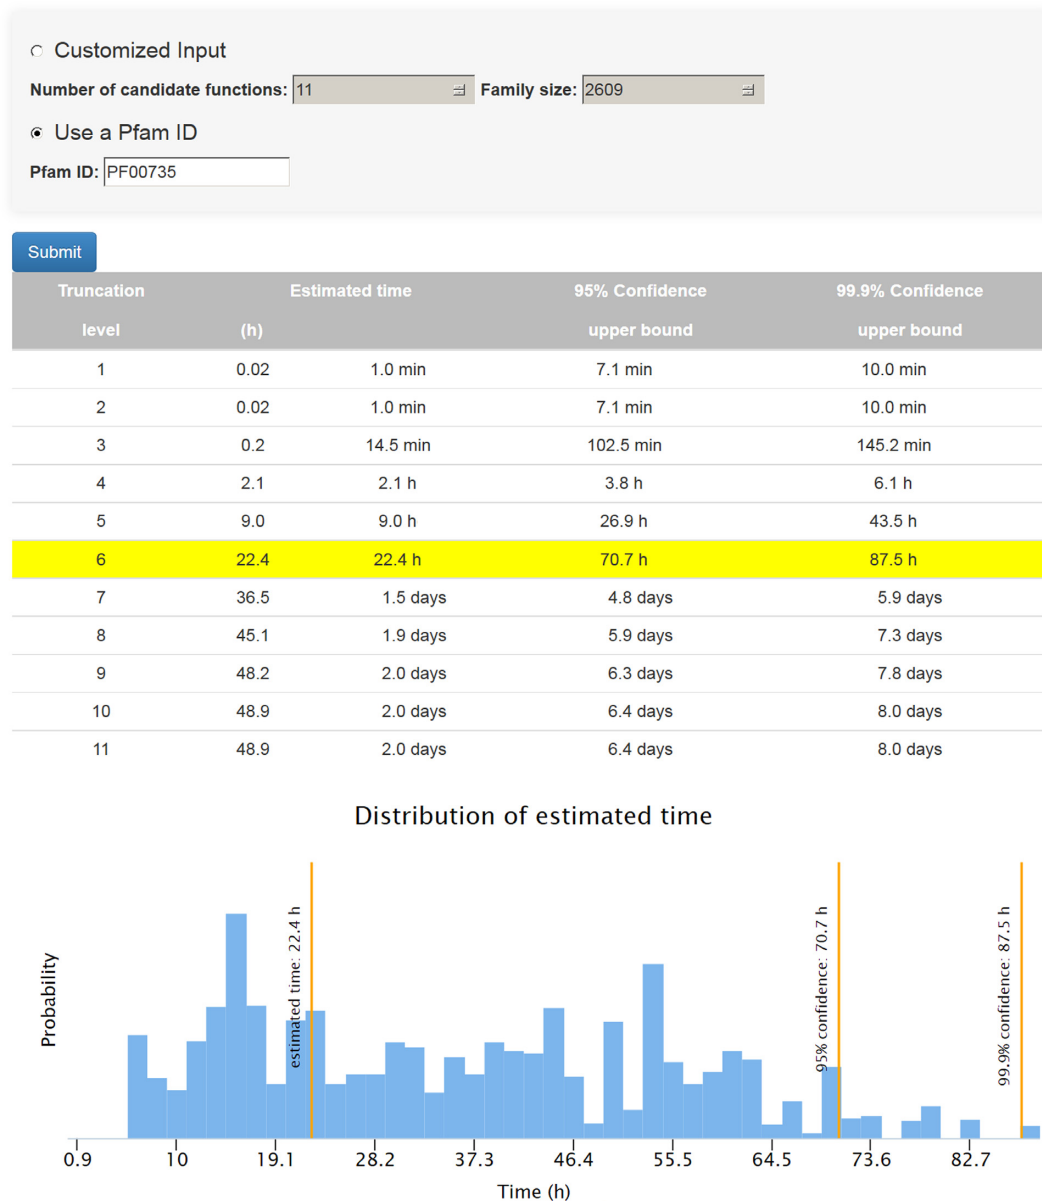 Customized Input
Number of candidate functions: 11 Family size: 2609
Use a Pfam ID
Pfam ID: PF00735
Submit
Truncation Estimated time 95% Confidence 99.9% Confidence
level (h) upper bound upper bound
1 0.02 1.0 min 7.1 min 10.0 min
2 0.02 1.0 min 7.1 min 10.0 min
3 0.2 14.5 min 102.5 min 145.2 min
4 2.1 2.1 h 3.8 h 6.1 h
5 9.0 9.0 h 26.9 h 43.5 h
6 22.4 22.4 h 70.7 h 87.5 h
7 36.5 1.5 days 4.8 days 5.9 days
8 45.1 1.9 days 5.9 days 7.3 days
9 48.2 2.0 days 6.3 days 7.8 days
10 48.9 2.0 days 6.4 days 8.0 days
11 48.9 2.0 days 6.4 days 8.0 days
Distribution of estimated time
Probability
estimated time: 22.4 h
95% confidence: 70.7 h
99.9% confidence: 87.5 h
0.9 10 19.1 28.2 37.3 46.4 55.5 64.5 73.6 82.7
Time (h)